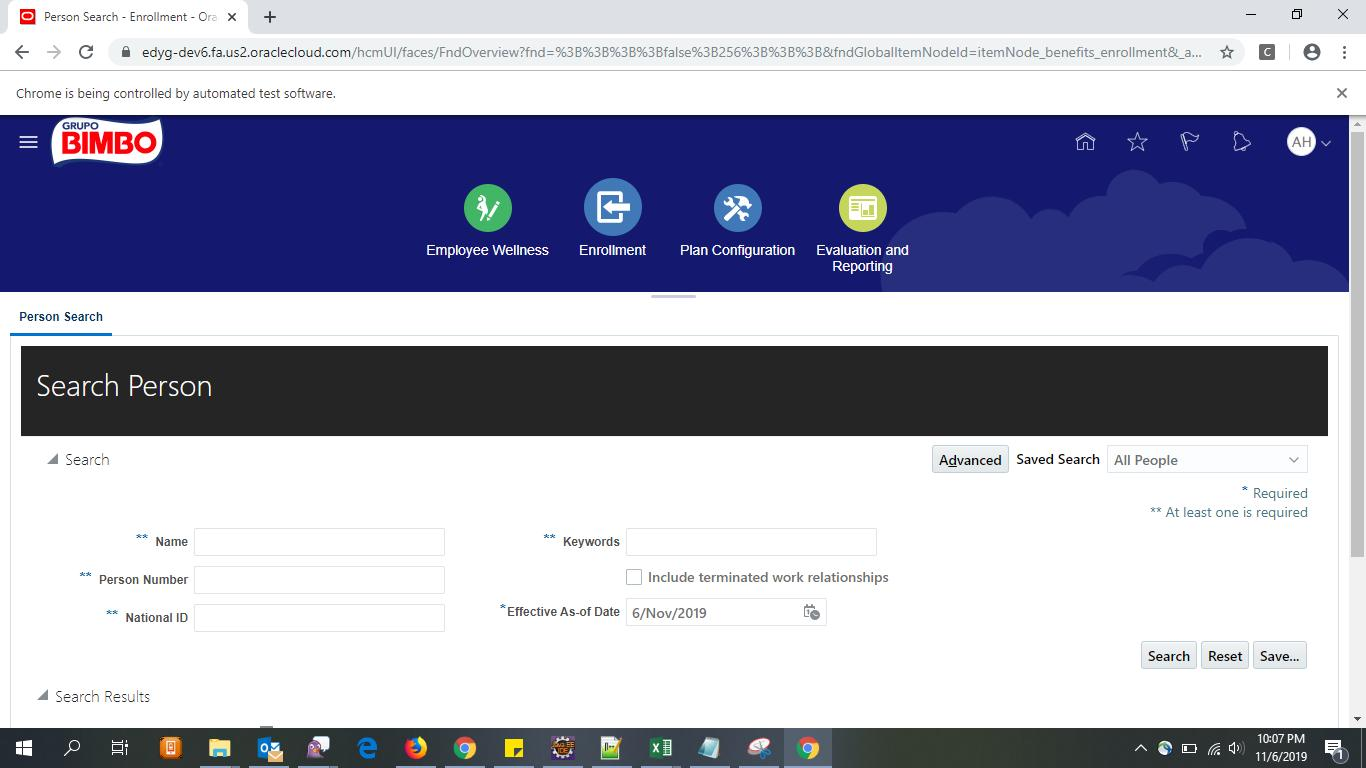 Person Search - Enrollment - Ora
edyg-dev6.fa.us2.oraclecloud.com/hcmUI/faces/FndOverview?fnd=%3B%3B%3B%3Bfalse%3B256%3B%3B%3B&fndGlobalItemNodeId=itemNode_benefits_enrollment&_a...
C
Chrome is being controlled by automated test software.
GRUPO
BIMBO
AH
Employee Wellness
Enrollment
Plan Configuration
Evaluation and
Reporting
Person Search
Search Person
Search
Advanced Saved Search All People
* Required
** At least one is required
** Name
** Keywords
** Person Number
Include terminated work relationships
** National ID
*Effective As-of Date 6/Nov/2019
Search Reset Save...
Search Results
10:07 PM
11/6/2019
1